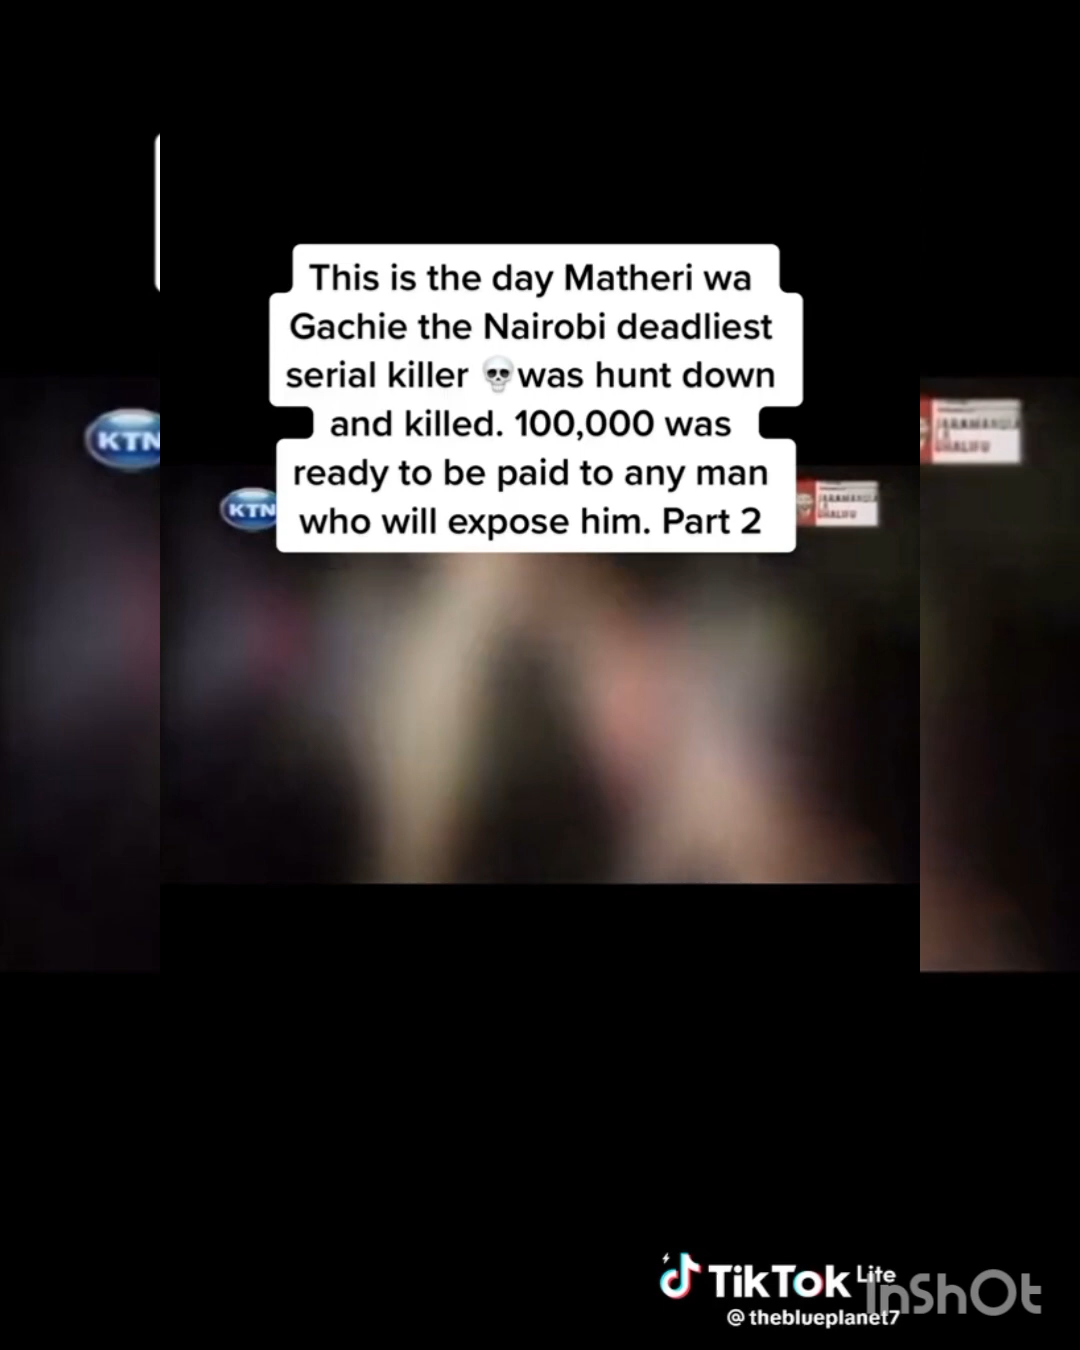 This is the day Matheri wa
Gachie the Nairobi deadliest
serial killer 💀was hunt down
and killed. 100,000 was
ready to be paid to any man
who will expose him. Part 2
KTN
KTN
TikTok Lite
@theblueplanet7
InShOt